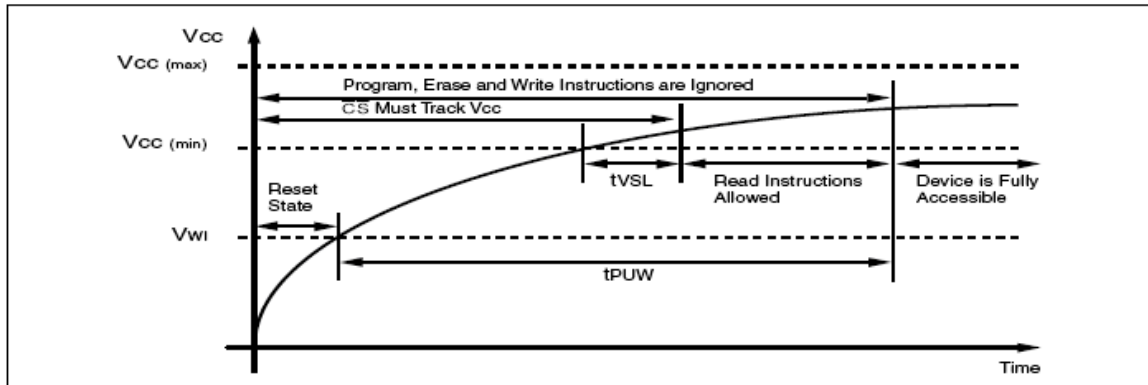 Vcc
Vcc (max)
Program, Erase and Write Instructions are Ignored
CS Must Track Vcc
Vcc (min)
tVSL
Read Instructions
Allowed
Device is Fully
Accessible
Reset
State
VWI
tPUW
Time